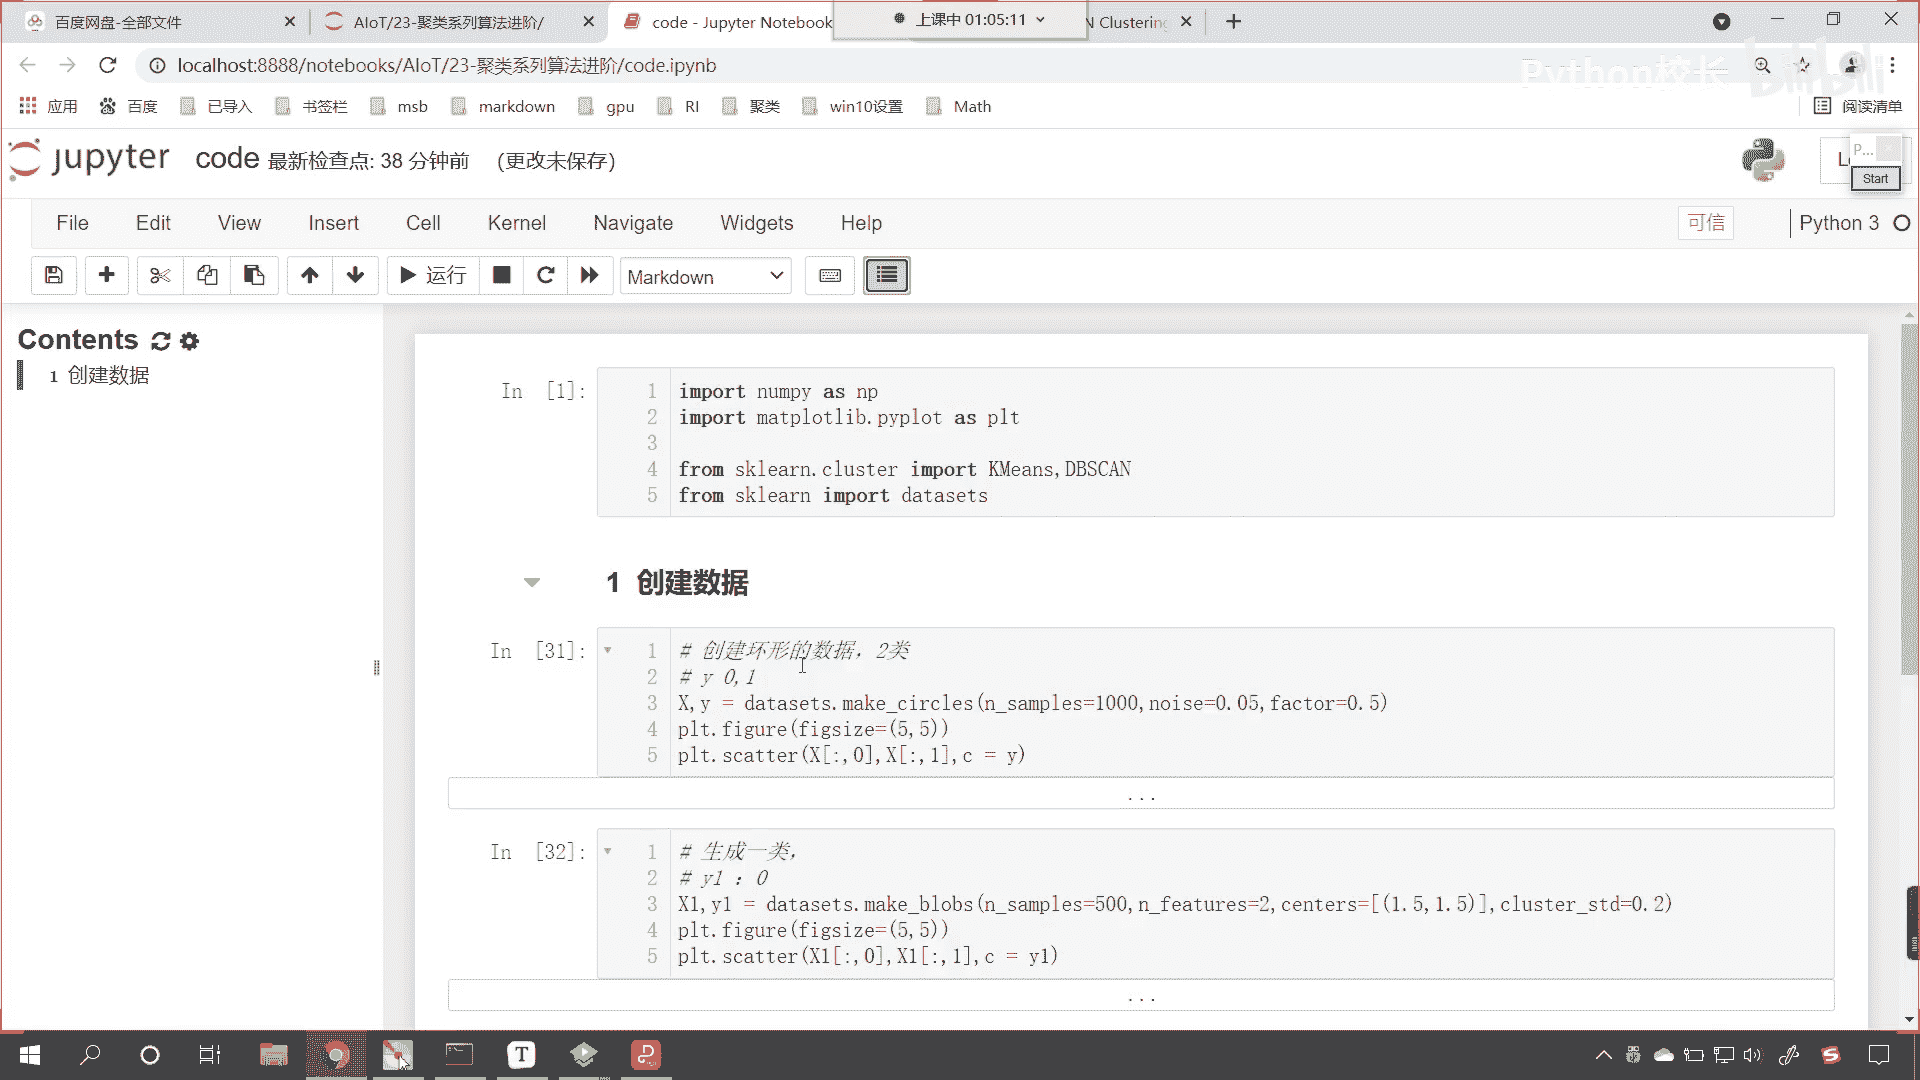 百度网盘-全部文件
AIoT/23-聚类系列算法进阶/
code - Jupyter Notebook
上课中 01:05:11
N Clustering
localhost:8888/notebooks/AIoT/23-聚类系列算法进阶/code.ipynb
Python校长
bilibili
应用
百度
已导入
书签栏
msb
markdown
gpu
RI
聚类
win10设置
Math
阅读清单
jupyter
code 最新检查点: 38 分钟前 (更改未保存)
P...
Start
File
Edit
View
Insert
Cell
Kernel
Navigate
Widgets
Help
可信
Python 3
运行
Markdown
Contents
1 创建数据
In [1]:
1 import numpy as np
2 import matplotlib.pyplot as plt
3
4 from sklearn.cluster import KMeans,DBSCAN
5 from sklearn import datasets
1 创建数据
In [31]:
1 # 创建环形的数据，2类
2 # y 0,1
3 X,y = datasets.make_circles(n_samples=1000,noise=0.05,factor=0.5)
4 plt.figure(figsize=(5,5))
5 plt.scatter(X[:,0],X[:,1],c = y)
...
In [32]:
1 # 生成一类，
2 # y1 : 0
3 X1,y1 = datasets.make_blobs(n_samples=500,n_features=2,centers=[(1.5,1.5)],cluster_std=0.2)
4 plt.figure(figsize=(5,5))
5 plt.scatter(X1[:,0],X1[:,1],c = y1)
...